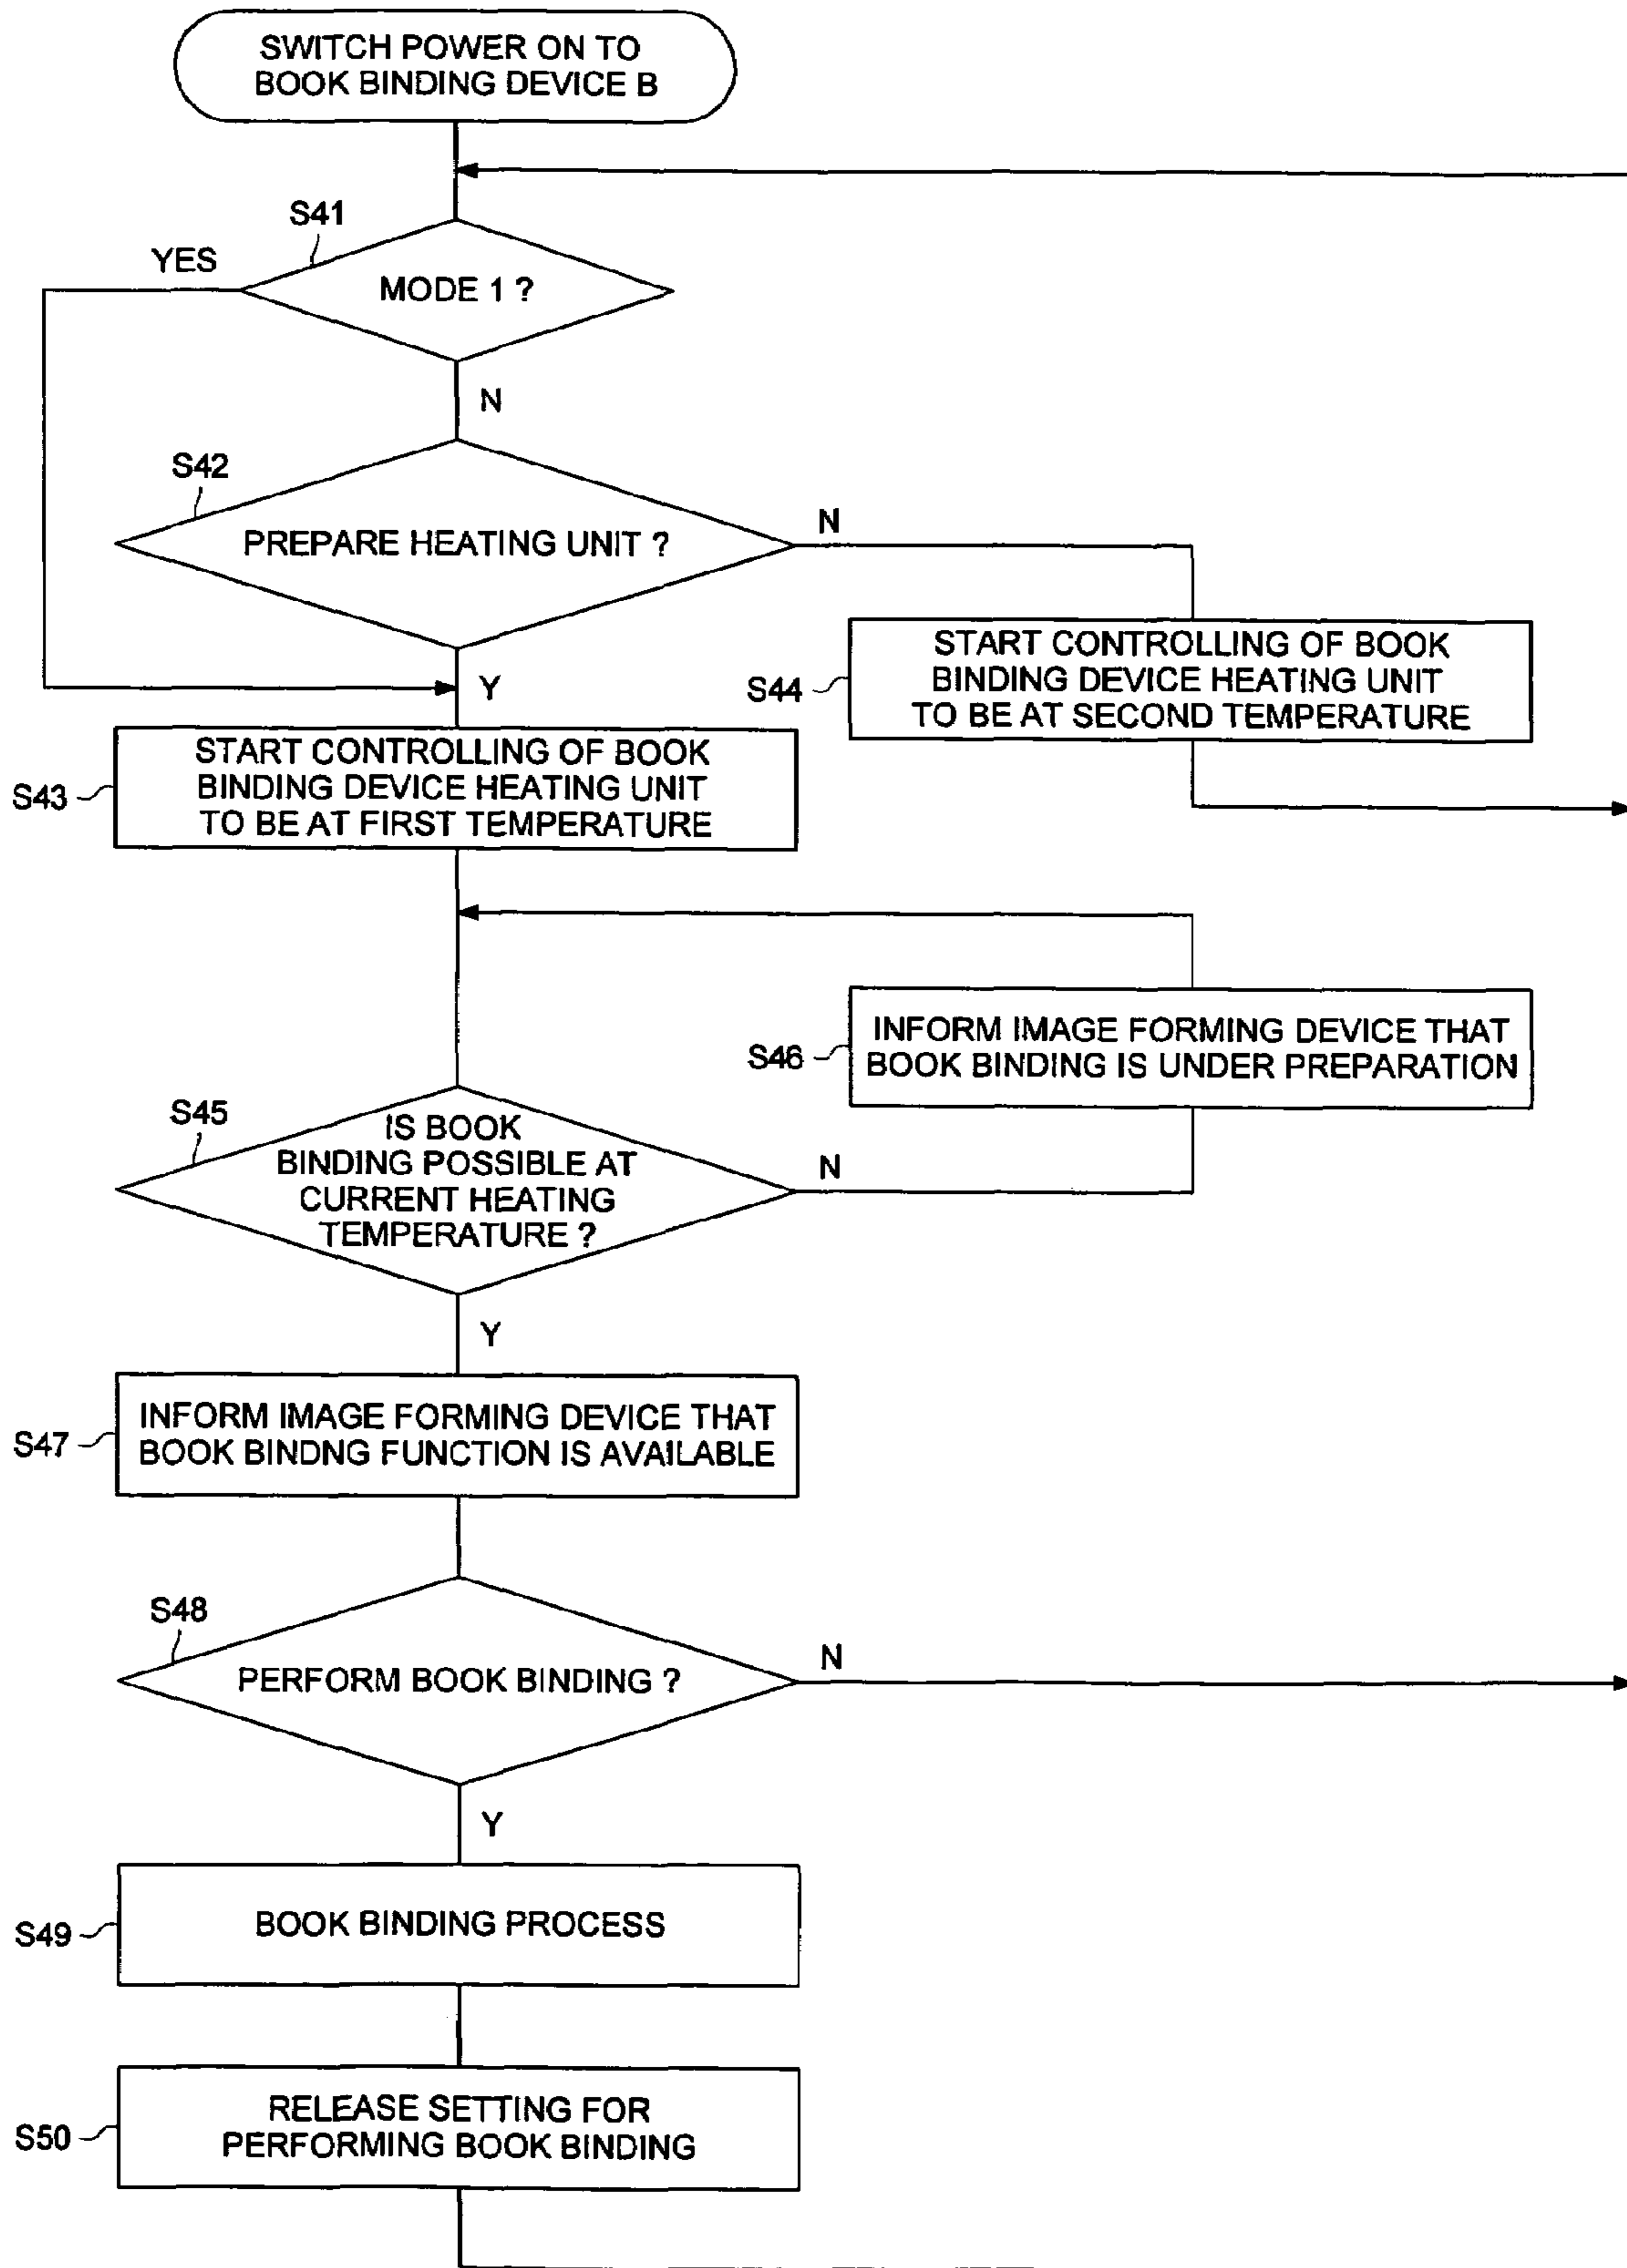 SWITCH POWER ON TO
BOOK BINDING DEVICE B
S41
YES
MODE 1 ?
N
S42
PREPARE HEATING UNIT ?
N
Y
S44
START CONTROLLING OF BOOK
BINDING DEVICE HEATING UNIT
TO BE AT SECOND TEMPERATURE
S43
START CONTROLLING OF BOOK
BINDING DEVICE HEATING UNIT
TO BE AT FIRST TEMPERATURE
S46
INFORM IMAGE FORMING DEVICE THAT
BOOK BINDING IS UNDER PREPARATION
S45
IS BOOK
BINDING POSSIBLE AT
CURRENT HEATING
TEMPERATURE ?
N
Y
S47
INFORM IMAGE FORMING DEVICE THAT
BOOK BINDNG FUNCTION IS AVAILABLE
S48
PERFORM BOOK BINDING ?
N
Y
S49
BOOK BINDING PROCESS
S50
RELEASE SETTING FOR
PERFORMING BOOK BINDING